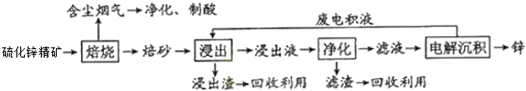 含尘烟气→净化、制酸
废电积液
硫化锌精矿→焙烧→焙砂→浸出→浸出液→净化→滤液→电解沉积→锌
浸出渣→回收利用 滤渣→回收利用